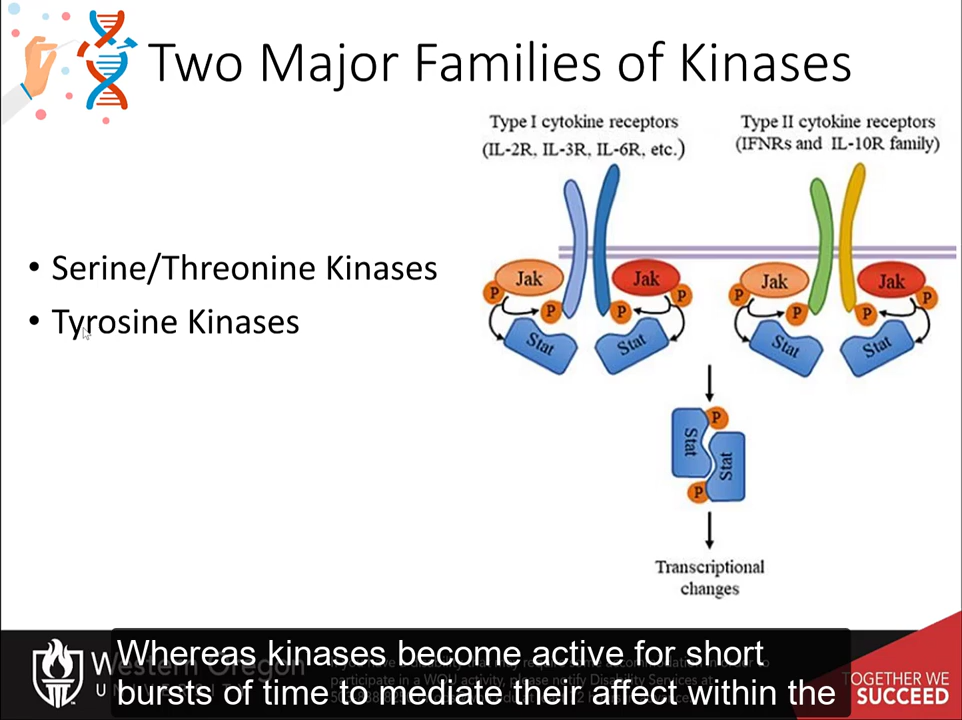 Two Major Families of Kinases
• Serine/Threonine Kinases
• Tyrosine Kinases
Type I cytokine receptors
(IL-2R, IL-3R, IL-6R, etc.)
Type II cytokine receptors
(IFNRs and IL-10R family)
Jak
Jak
Jak
Jak
P
P
P
P
P
P
P
P
Stat
Stat
Stat
Stat
P
Stat
Stat
P
Transcriptional
changes
Whereas kinases become active for short
bursts of time to mediate their affect within the
TOGETHER WE
SUCCEED